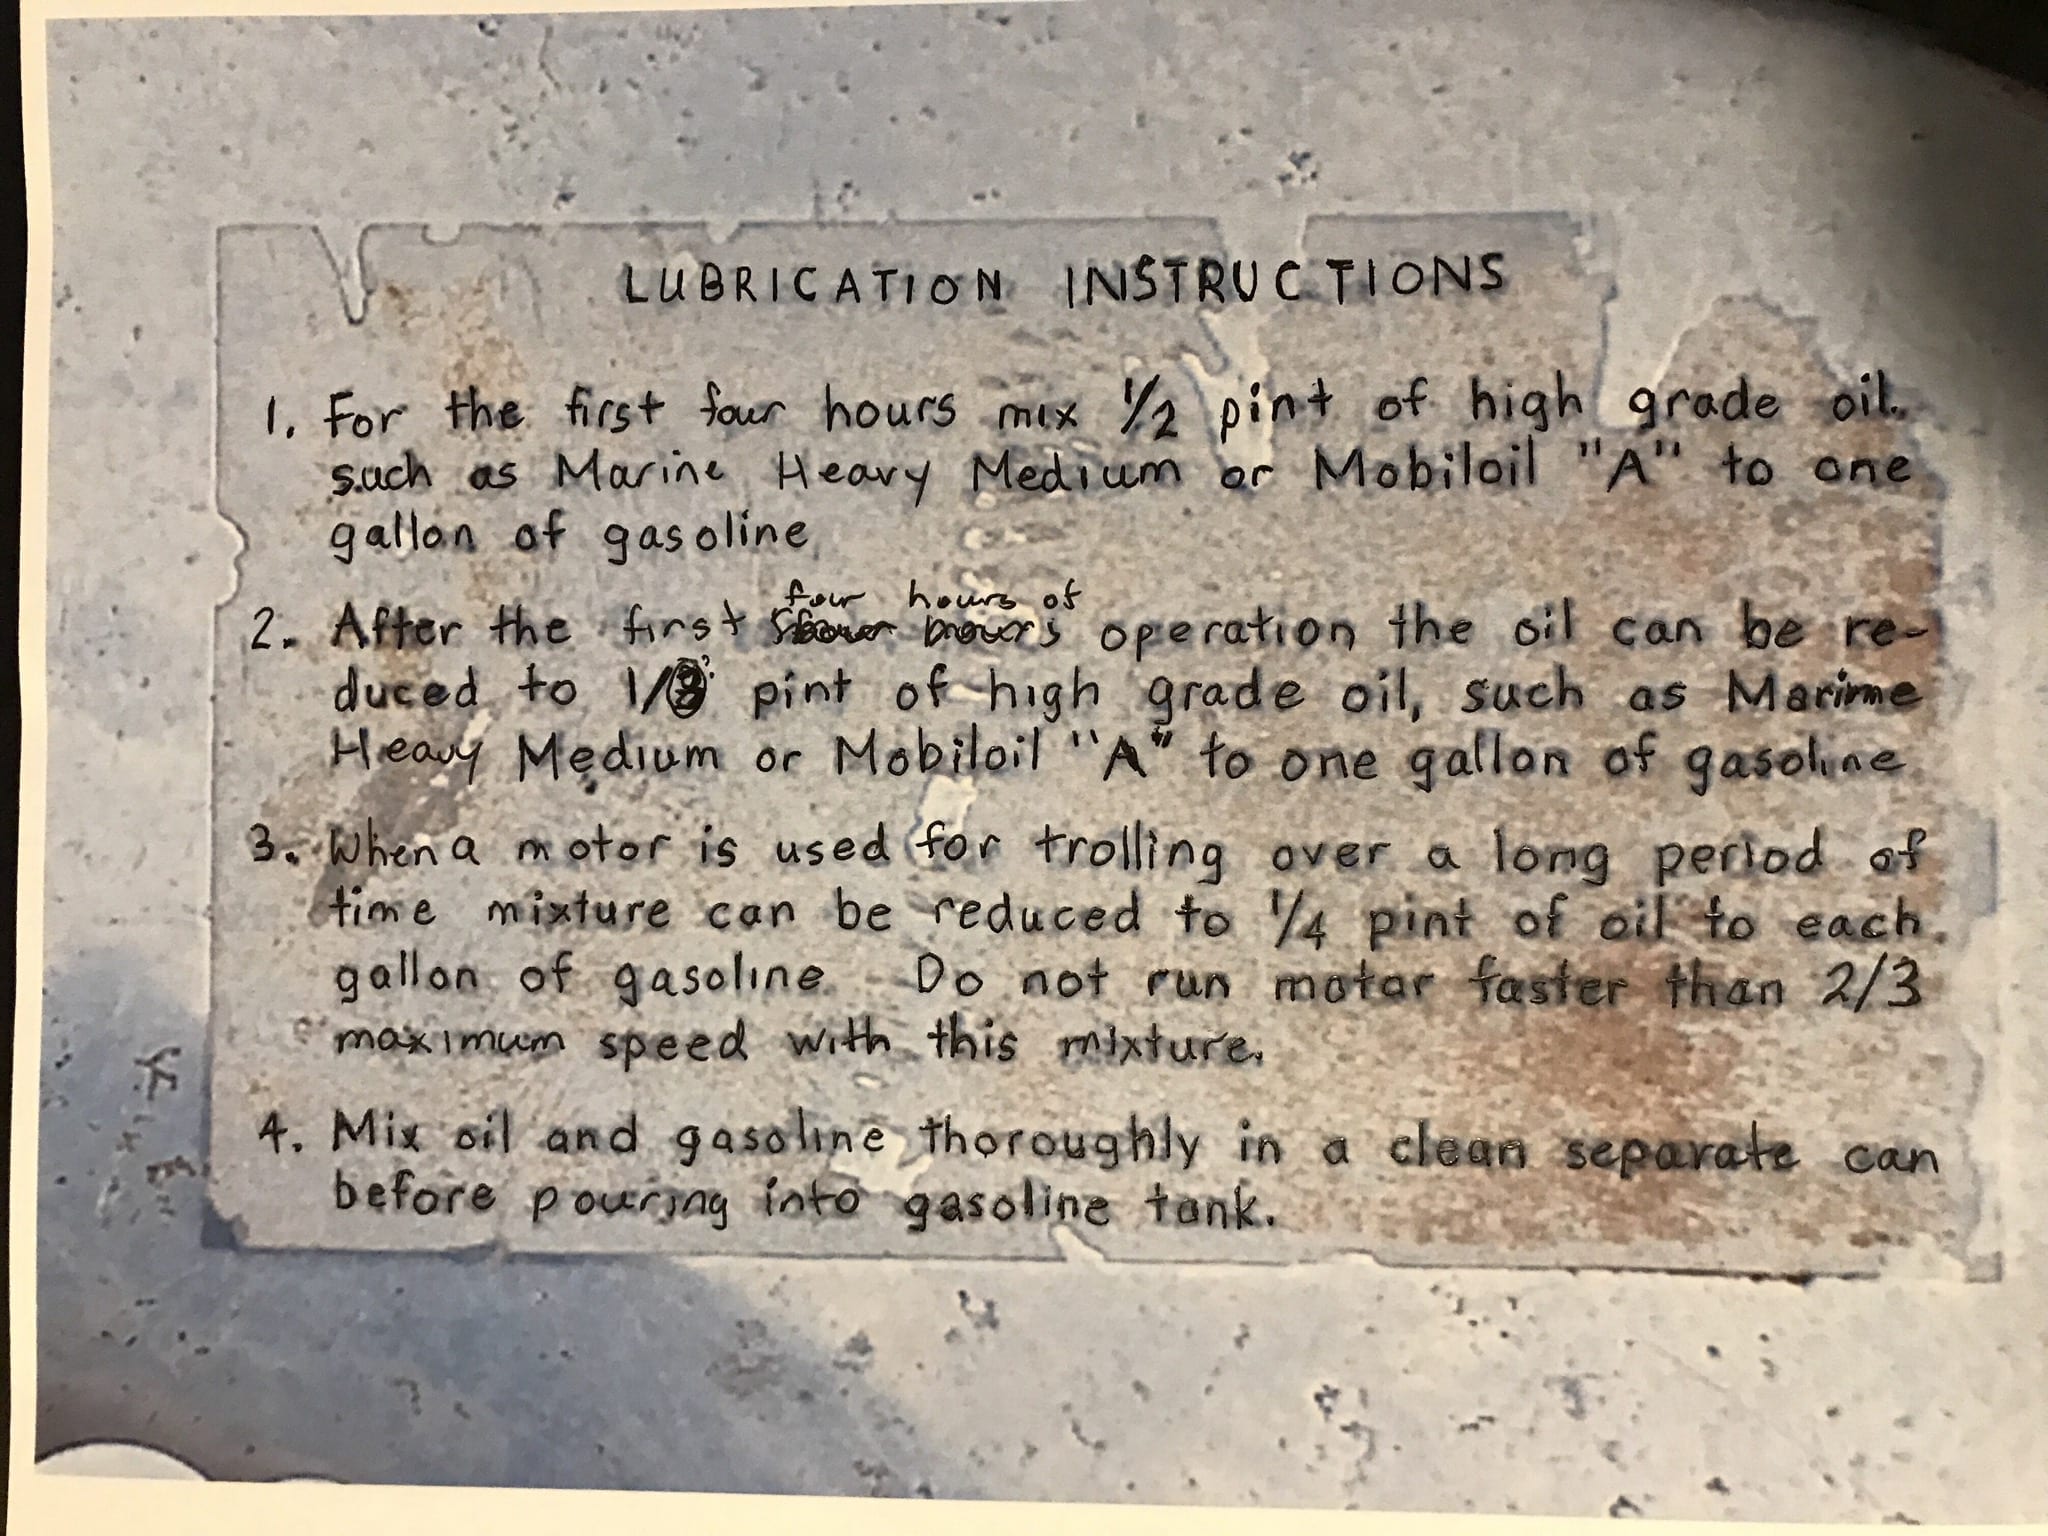 LUBRICATION INSTRUCTIONS
1. For the first four hours mix 1/2 pint of high grade oil.
such as Marine Heavy Medium or Mobiloil "A" to one
gallon of gasoline
four hours of
2. After the first operation the oil can be re-
duced to pint of high grade oil, such as Marine
Heavy Medium or Mobiloil "A" to one gallon of gasoline
3. When a motor is used for trolling over a long period of
time mixture can be reduced to 1/4 pint of oil to each
gallon of gasoline. Do not run motor faster than 2/3
maximum speed with this mixture.
4. Mix oil and gasoline thoroughly in a clean separate can
before pouring into gasoline tank.